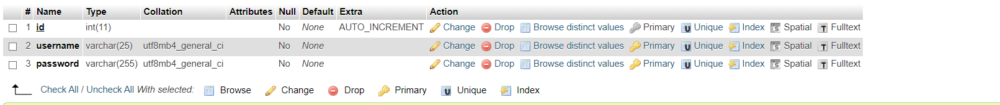 # Name Type Collation Attributes Null Default Extra Action
1 id int(11) No None AUTO_INCREMENT Change Drop Browse distinct values Primary Unique Index Spatial Fulltext
2 username varchar(25) utf8mb4_general_ci No None Change Drop Browse distinct values Primary Unique Index Spatial Fulltext
3 password varchar(255) utf8mb4_general_ci No None Change Drop Browse distinct values Primary Unique Index Spatial Fulltext
Check All / Uncheck All With selected: Browse Change Drop Primary Unique Index